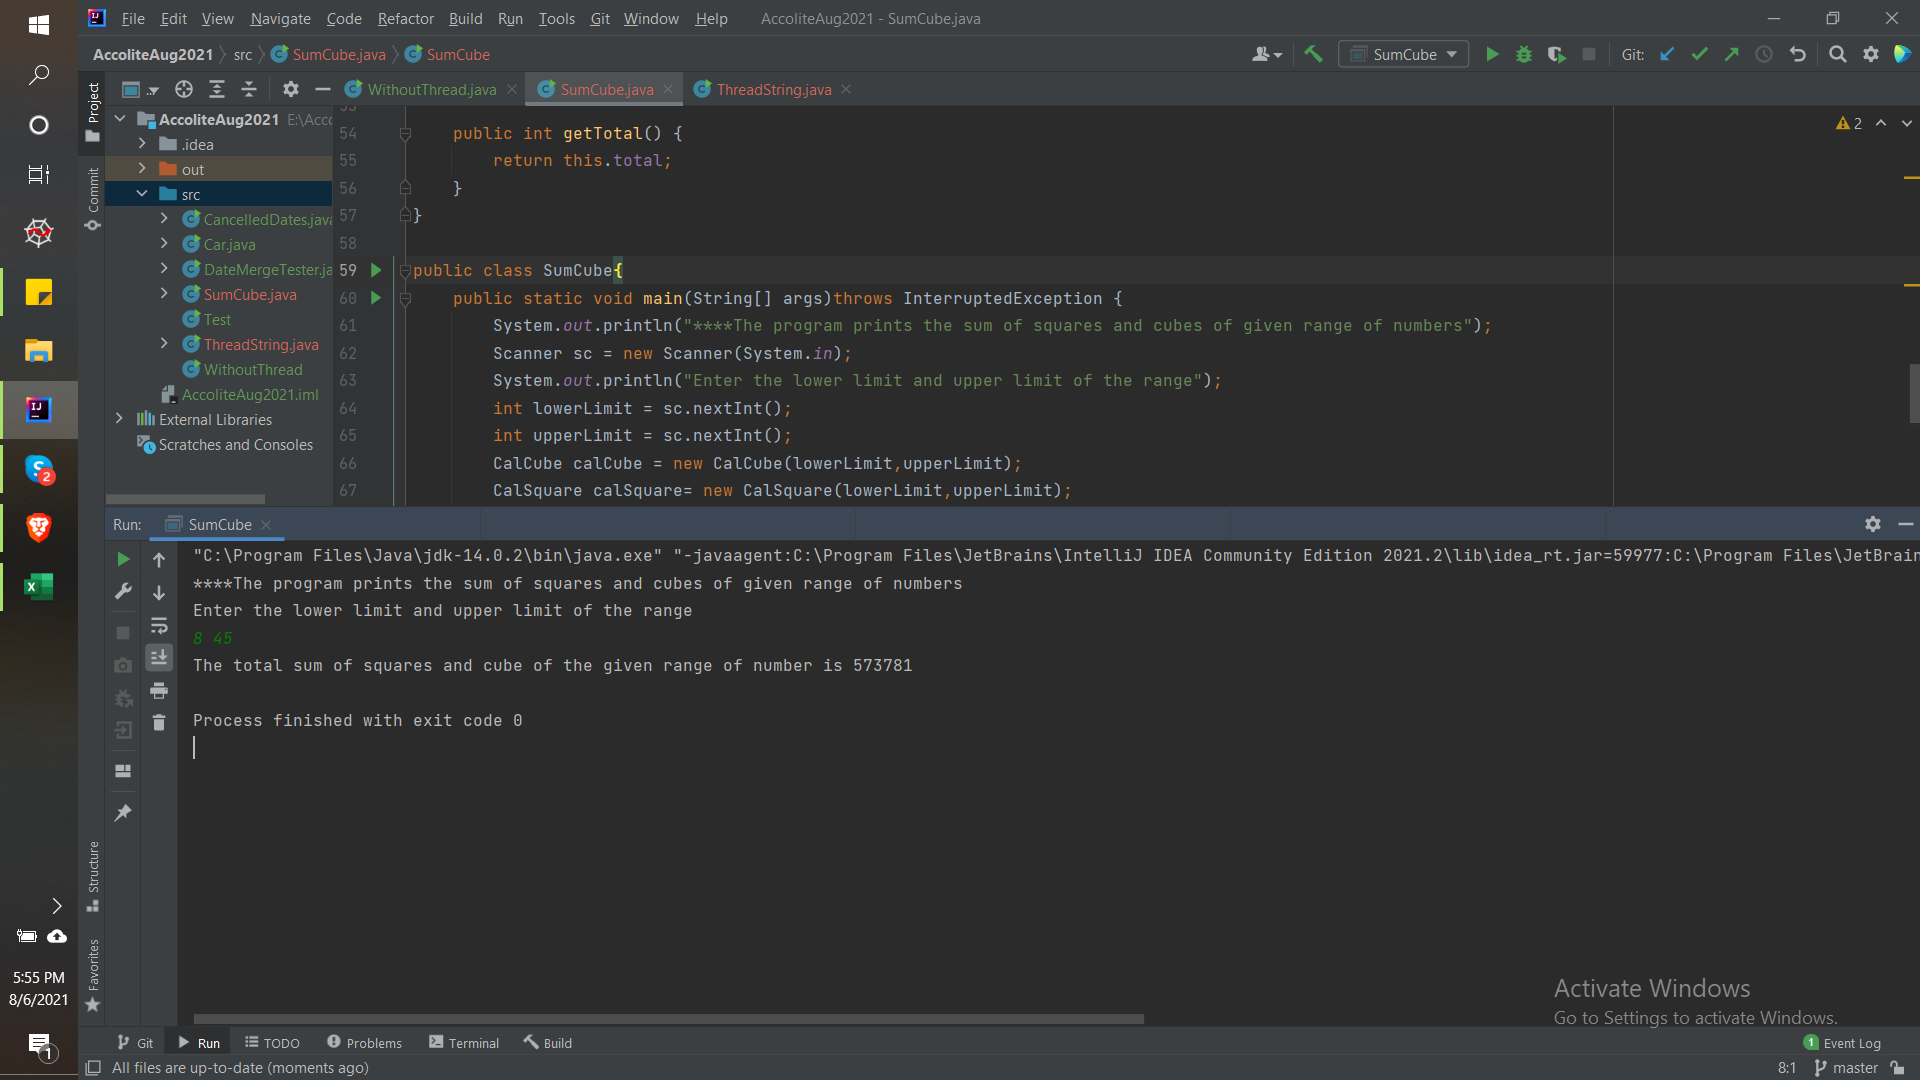 File Edit View Navigate Code Refactor Build Run Tools Git Window Help AccoliteAug2021 - SumCube.java
AccoliteAug2021 src SumCube.java SumCube
SumCube Git:
WithoutThread.java SumCube.java ThreadString.java
Project
Commit
AccoliteAug2021 E:\Acco
.idea
out
src
CancelledDates.java
Car.java
DateMergeTester.ja
SumCube.java
Test
ThreadString.java
WithoutThread
AccoliteAug2021.iml
External Libraries
Scratches and Consoles
2
53
54 public int getTotal() {
55 return this.total;
56 }
57 }
58
59 public class SumCube{
60 public static void main(String[] args)throws InterruptedException {
61 System.out.println("****The program prints the sum of squares and cubes of given range of numbers");
62 Scanner sc = new Scanner(System.in);
63 System.out.println("Enter the lower limit and upper limit of the range");
64 int lowerLimit = sc.nextInt();
65 int upperLimit = sc.nextInt();
66 CalCube calCube = new CalCube(lowerLimit,upperLimit);
67 CalSquare calSquare= new CalSquare(lowerLimit,upperLimit);
Run: SumCube
"C:\Program Files\Java\jdk-14.0.2\bin\java.exe" "-javaagent:C:\Program Files\JetBrains\IntelliJ IDEA Community Edition 2021.2\lib\idea_rt.jar=59977:C:\Program Files\JetBrain
****The program prints the sum of squares and cubes of given range of numbers
Enter the lower limit and upper limit of the range
8 45
The total sum of squares and cube of the given range of number is 573781
Process finished with exit code 0
Structure
Favorites
2
5:55 PM
8/6/2021
1
Activate Windows
Go to Settings to activate Windows.
Git Run TODO Problems Terminal Build 1 Event Log
All files are up-to-date (moments ago) 8:1 master